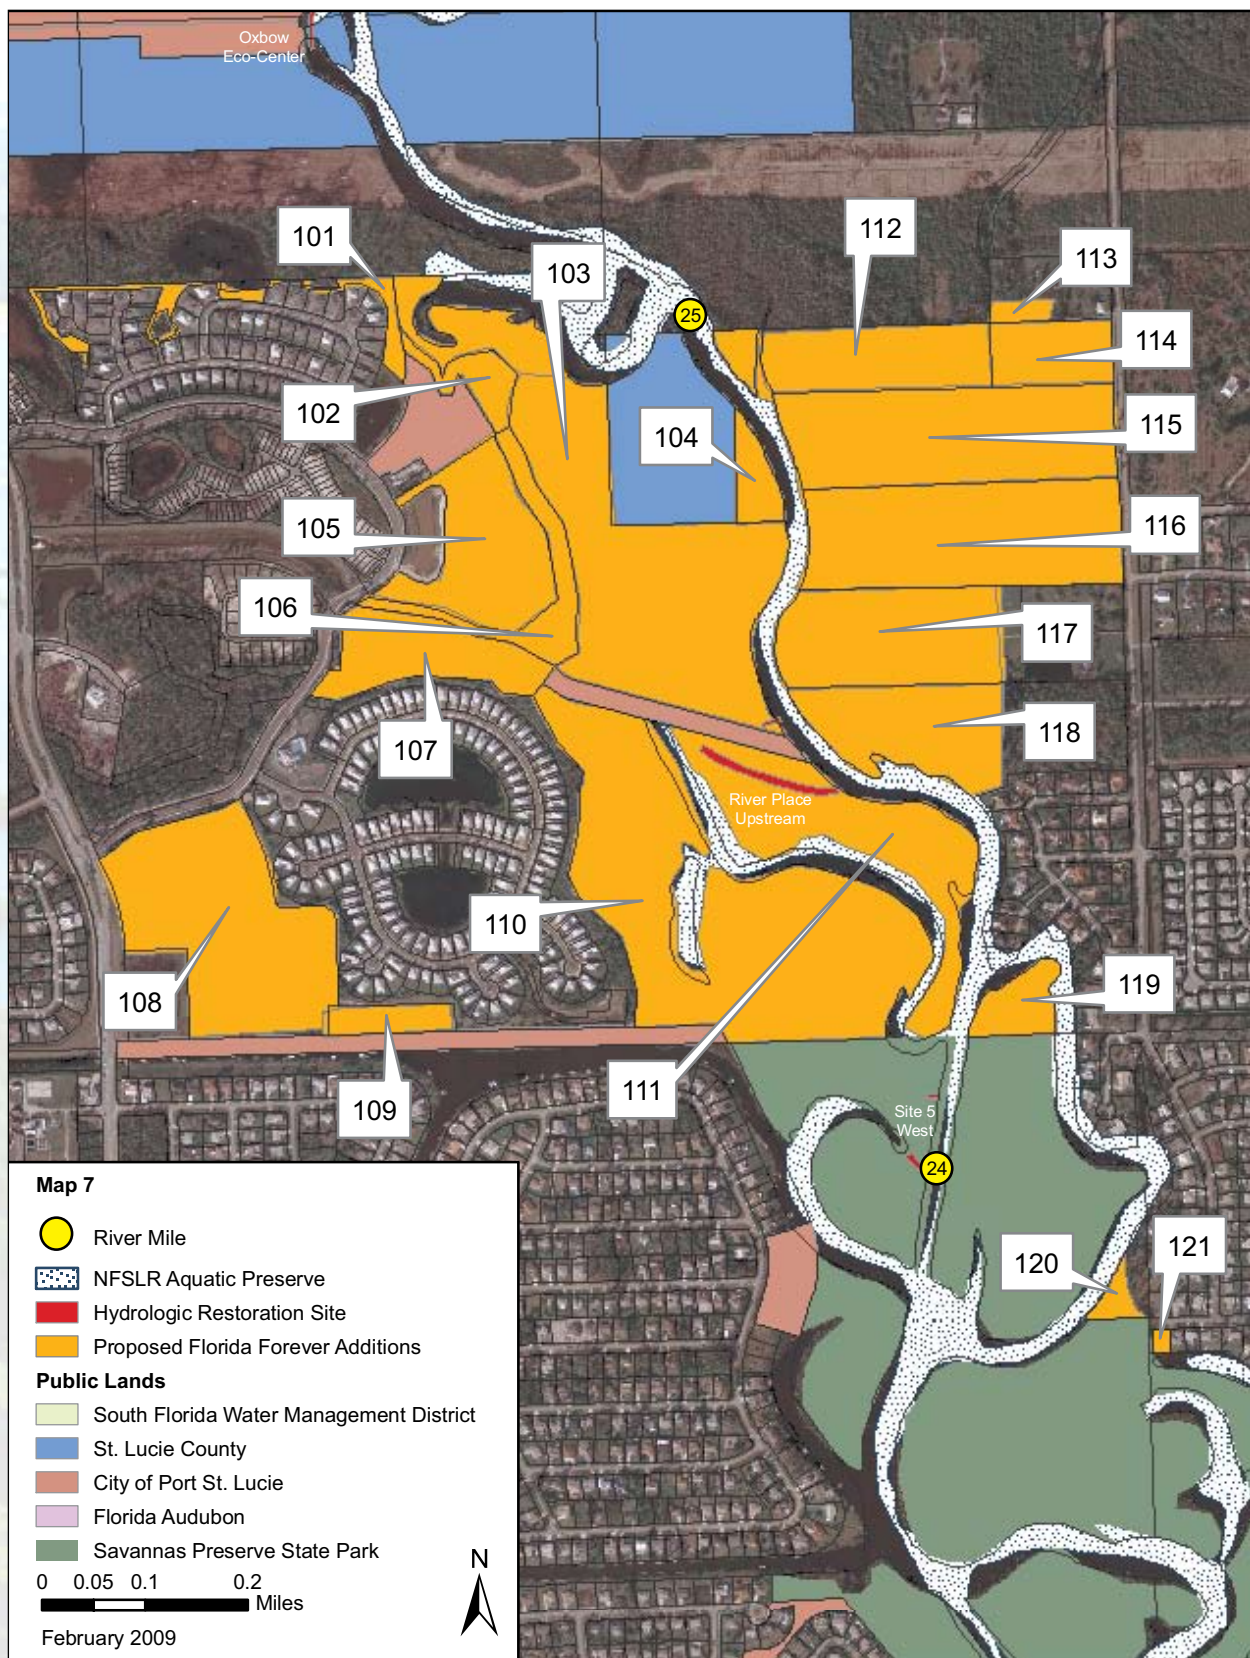 Oxbow
Eco-Center
101
103
112
113
25
114
102
104
115
105
116
106
117
107
118
River Place
Upstream
110
108
119
111
109
Site 5
West
24
120
121
Map 7
River Mile
NFSLR Aquatic Preserve
Hydrologic Restoration Site
Proposed Florida Forever Additions
Public Lands
South Florida Water Management District
St. Lucie County
City of Port St. Lucie
Florida Audubon
Savannas Preserve State Park
0 0.05 0.1 0.2
Miles
N
February 2009